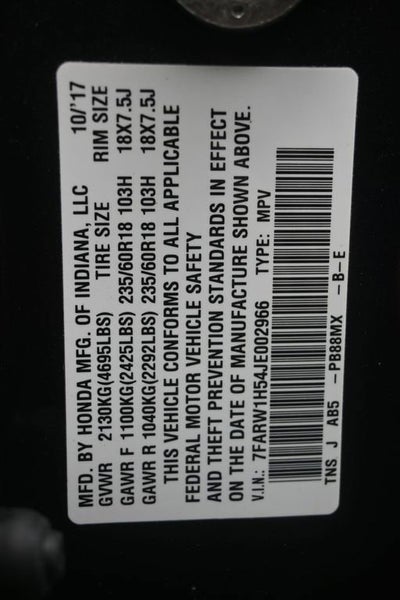 MFD. BY HONDA MFG. OF INDIANA, LLC 10/'17
GVWR 2130KG(4695LBS) TIRE SIZE RIM SIZE
GAWR F 1100KG(2425LBS) 235/60R18 103H 18X7.5J
GAWR R 1040KG(2292LBS) 235/60R18 103H 18X7.5J
THIS VEHICLE CONFORMS TO ALL APPLICABLE
FEDERAL MOTOR VEHICLE SAFETY
AND THEFT PREVENTION STANDARDS IN EFFECT
ON THE DATE OF MANUFACTURE SHOWN ABOVE.
V.I.N.: 7FARW1H54JE002966 TYPE: MPV
TNS J AB5 -PB88MX -B-E